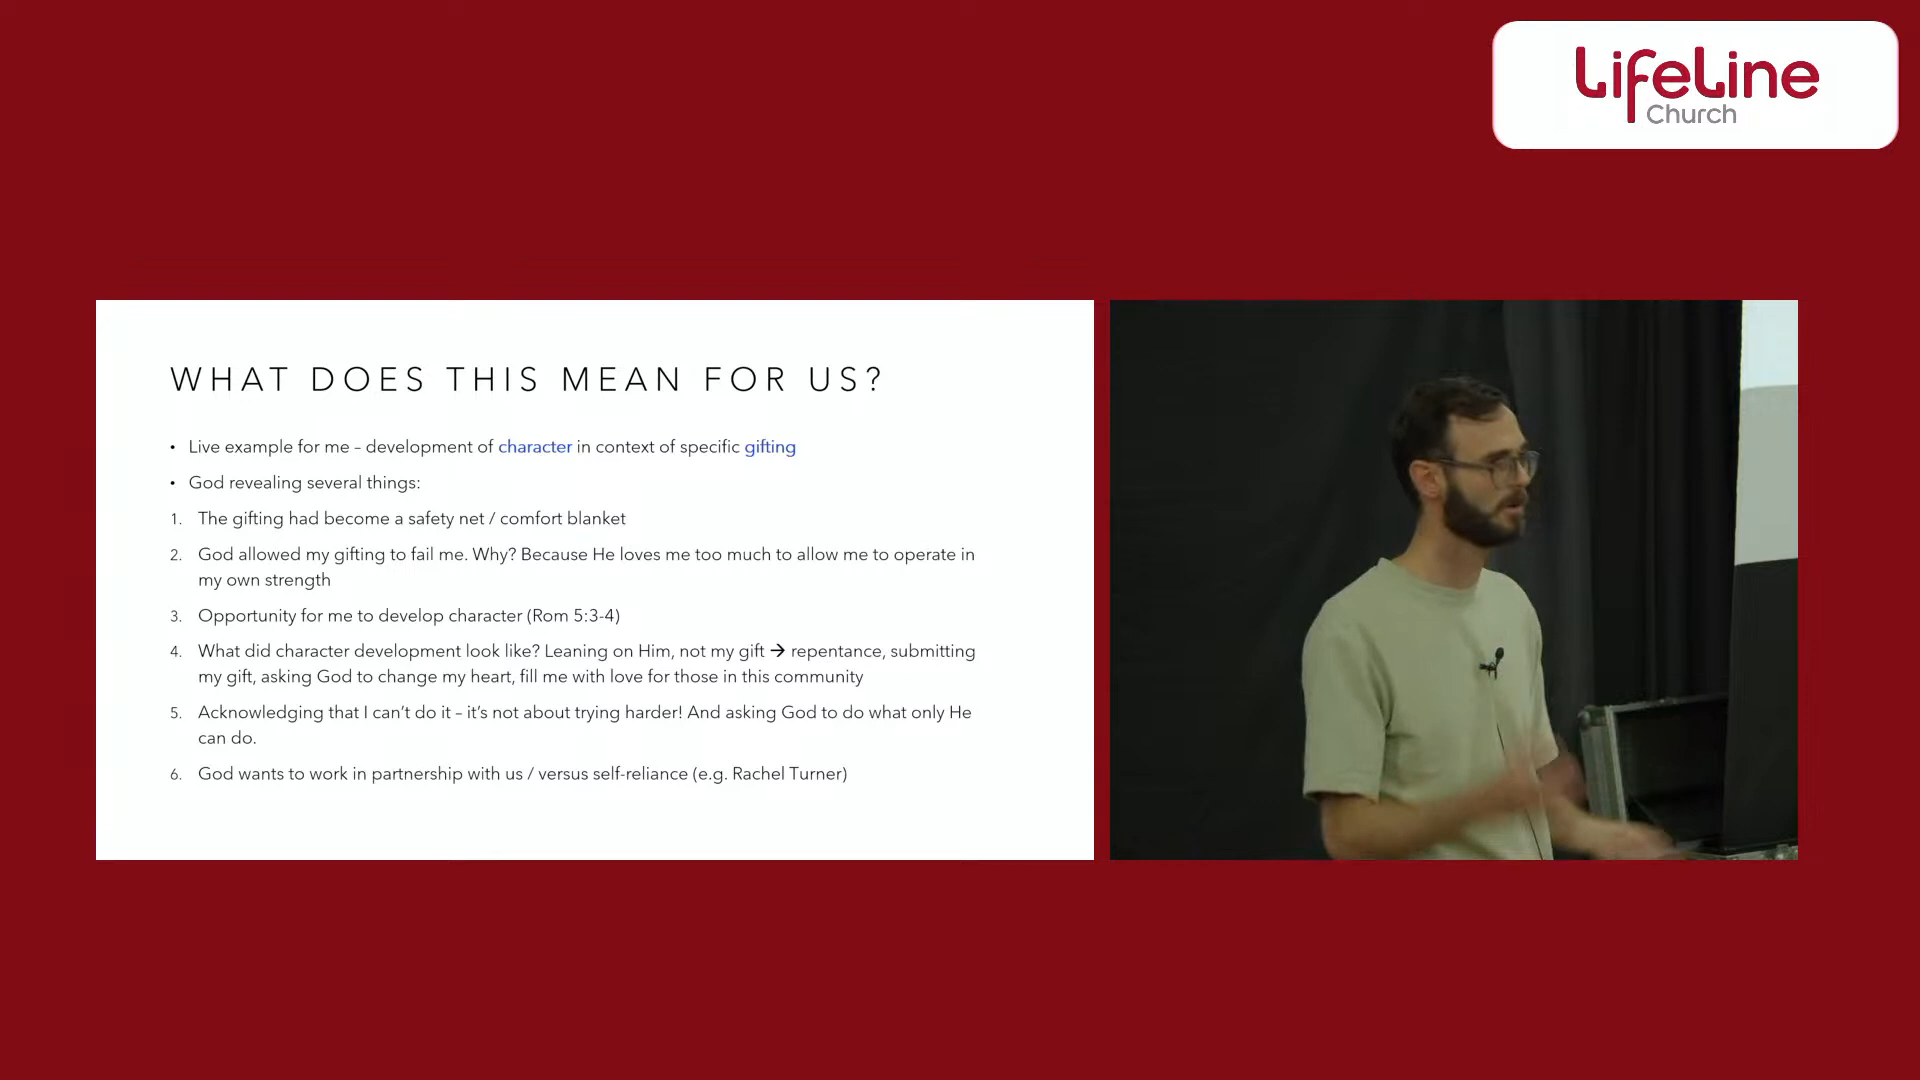 LifeLine
Church
WHAT DOES THIS MEAN FOR US?
• Live example for me – development of character in context of specific gifting
• God revealing several things:
1. The gifting had become a safety net / comfort blanket
2. God allowed my gifting to fail me. Why? Because He loves me too much to allow me to operate in
my own strength
3. Opportunity for me to develop character (Rom 5:3-4)
4. What did character development look like? Leaning on Him, not my gift → repentance, submitting
my gift, asking God to change my heart, fill me with love for those in this community
5. Acknowledging that I can't do it – it's not about trying harder! And asking God to do what only He
can do.
6. God wants to work in partnership with us / versus self-reliance (e.g. Rachel Turner)